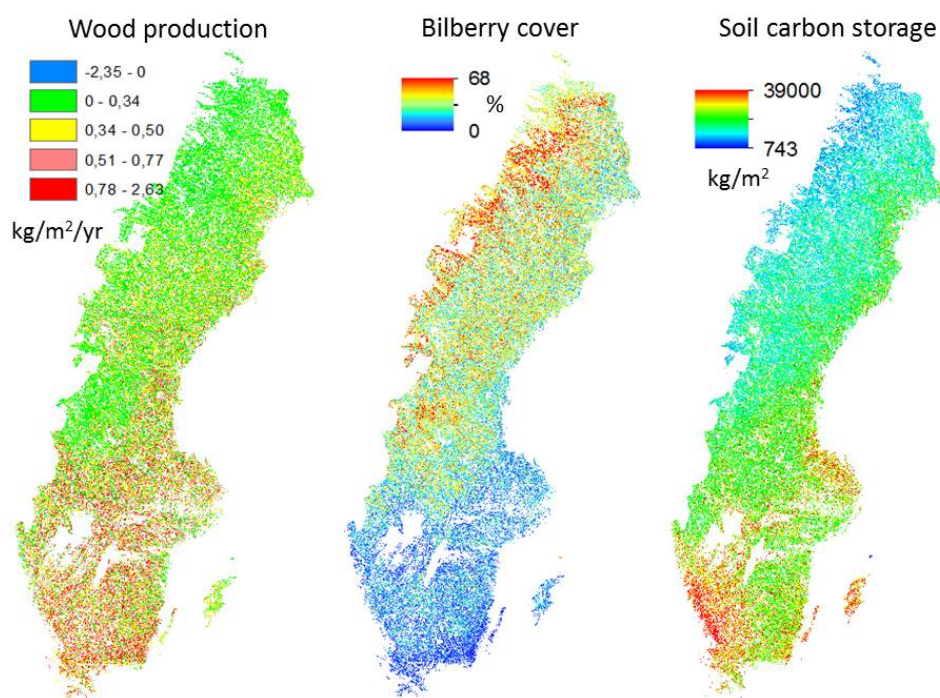 Wood production
-2,35 - 0
0 - 0,34
0,34 - 0,50
0,51 - 0,77
0,78 - 2,63
kg/m²/yr
Bilberry cover
68
%
0
Soil carbon storage
39000
743
kg/m²